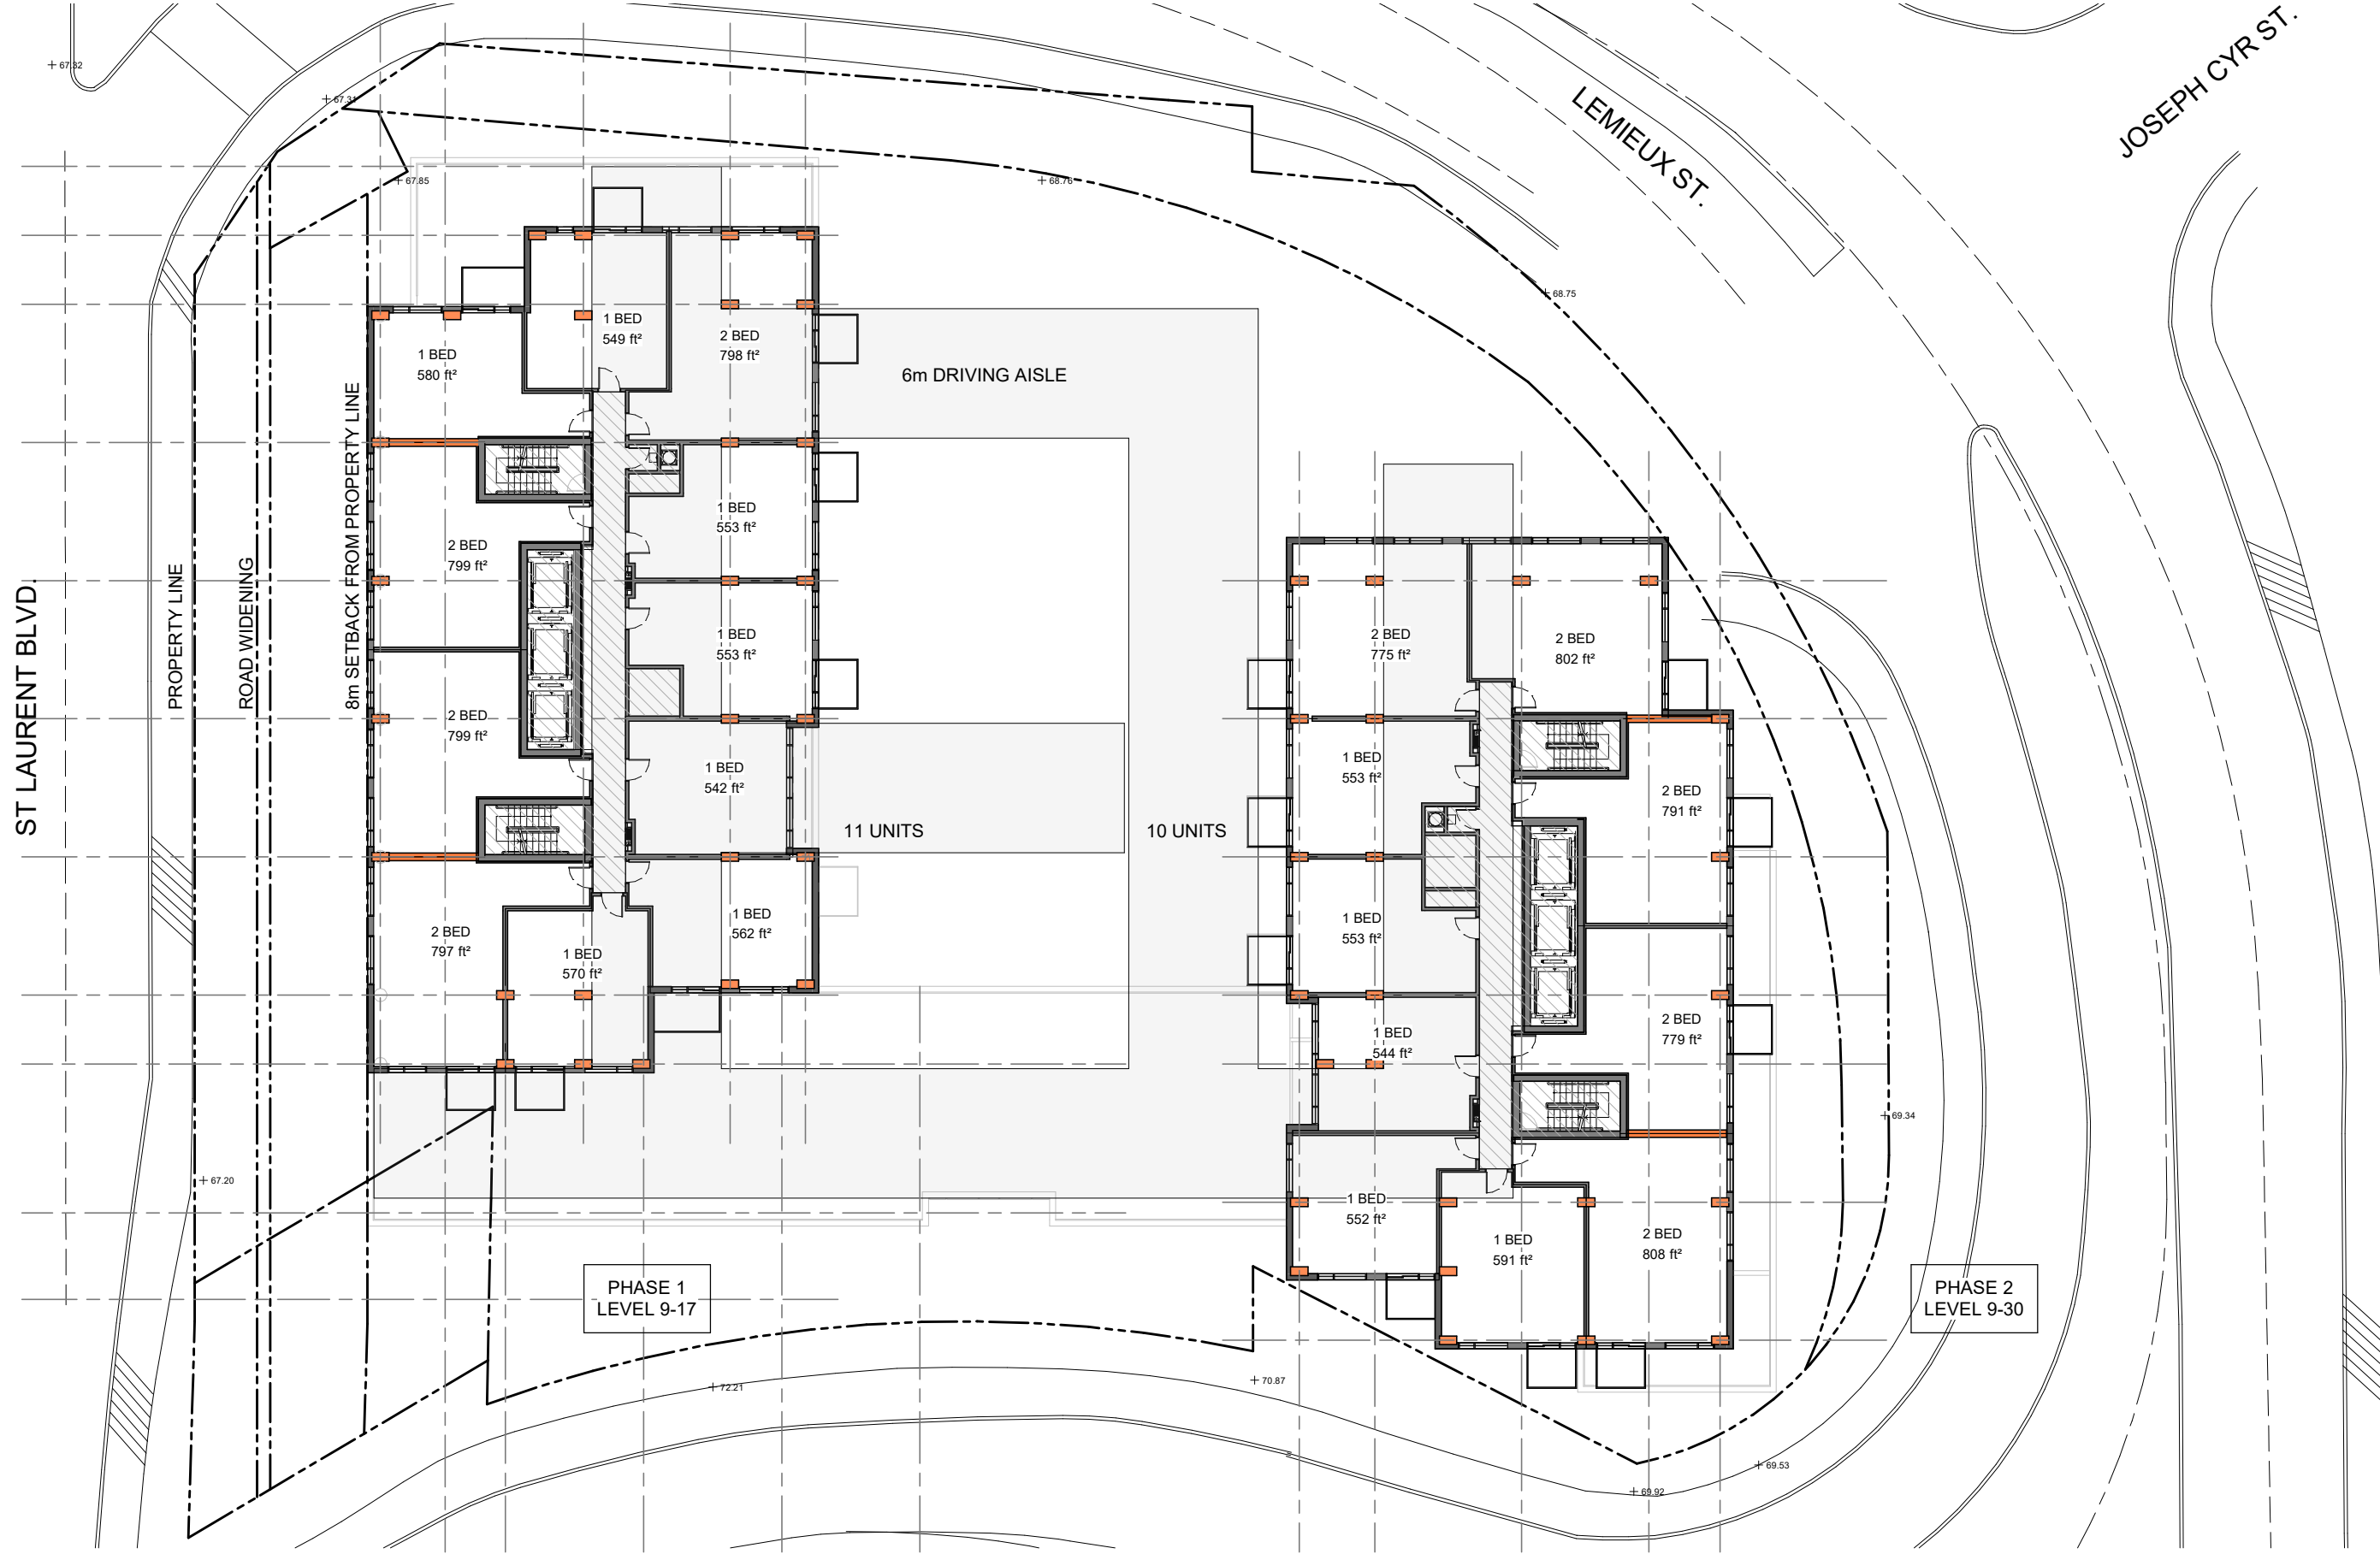 JOSEPH CYR ST.
LEMIEUX ST.
67.32
67.31
67.85
68.76
68.75
1 BED
549 ft²
2 BED
798 ft²
1 BED
580 ft²
6m DRIVING AISLE
ST LAURENT BLVD.
PROPERTY LINE
ROAD WIDENING
8m SETBACK FROM PROPERTY LINE
2 BED
799 ft²
1 BED
553 ft²
1 BED
553 ft²
2 BED
799 ft²
1 BED
542 ft²
11 UNITS
10 UNITS
2 BED
797 ft²
1 BED
570 ft²
1 BED
562 ft²
2 BED
775 ft²
2 BED
802 ft²
1 BED
553 ft²
2 BED
791 ft²
1 BED
553 ft²
1 BED
544 ft²
2 BED
779 ft²
1 BED
552 ft²
1 BED
591 ft²
2 BED
808 ft²
69.34
67.20
PHASE 1
LEVEL 9-17
PHASE 2
LEVEL 9-30
72.21
70.87
69.53
69.92